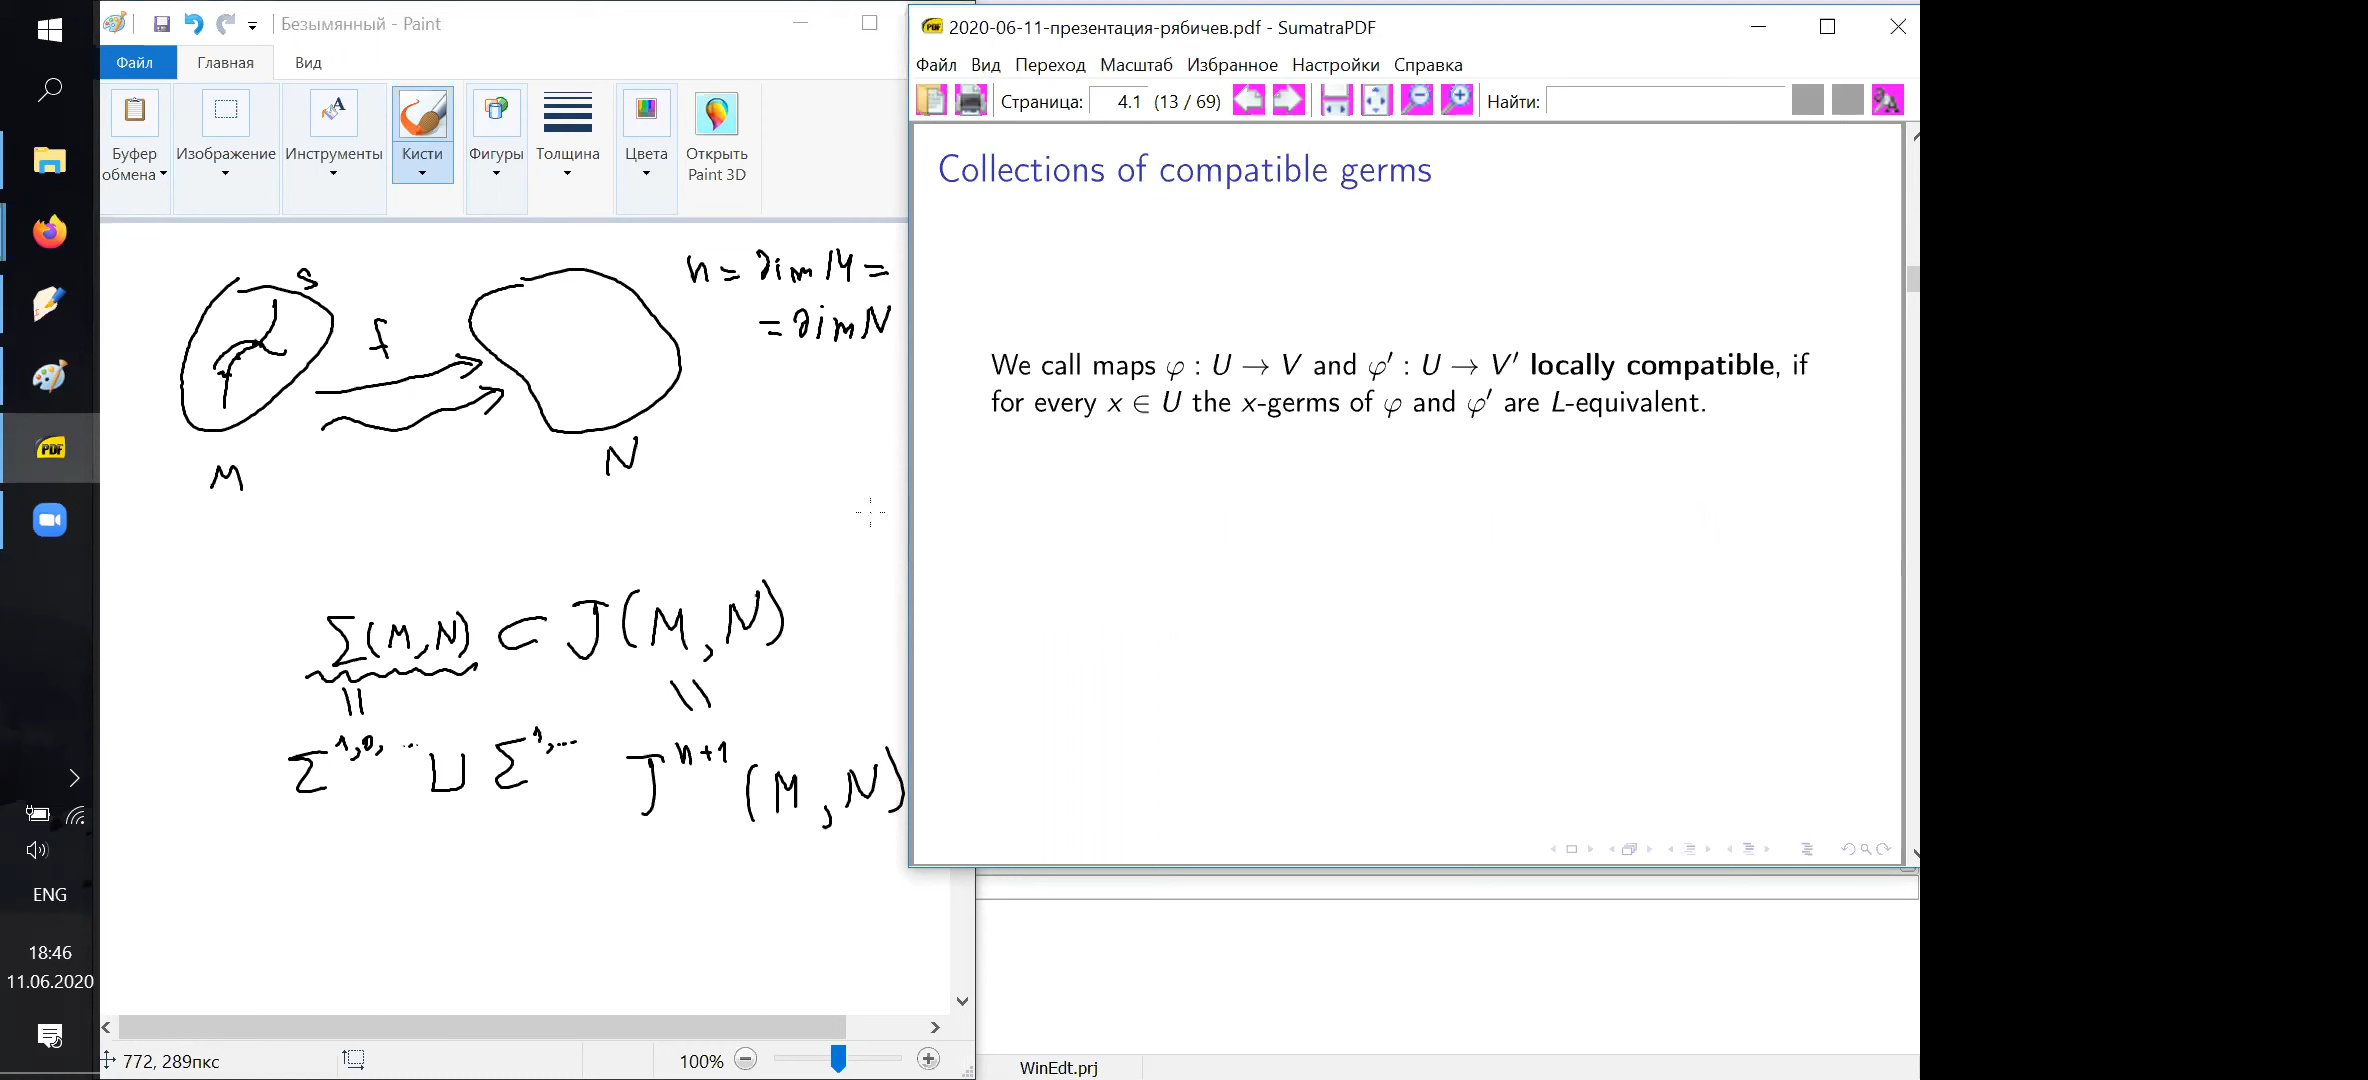 Безымянный - Paint
Файл Главная Вид
Буфер обмена
Изображение
Инструменты
Кисти
Фигуры
Толщина
Цвета
Открыть Paint 3D
S
f
M
N
n = dim M =
= dim N
Σ(M,N) ⊂ J(M,N)
||
\\
Σ^{1,0,...} ⊔ Σ^{1,...} J^{n+1}(M,N)
772, 289пкс
100%
2020-06-11-презентация-рябичев.pdf - SumatraPDF
Файл Вид Переход Масштаб Избранное Настройки Справка
Страница: 4.1 (13 / 69) Найти:
Collections of compatible germs
We call maps φ : U → V and φ′ : U → V′ locally compatible, if
for every x ∈ U the x-germs of φ and φ′ are L-equivalent.
WinEdt.prj
PDF
ENG
18:46
11.06.2020